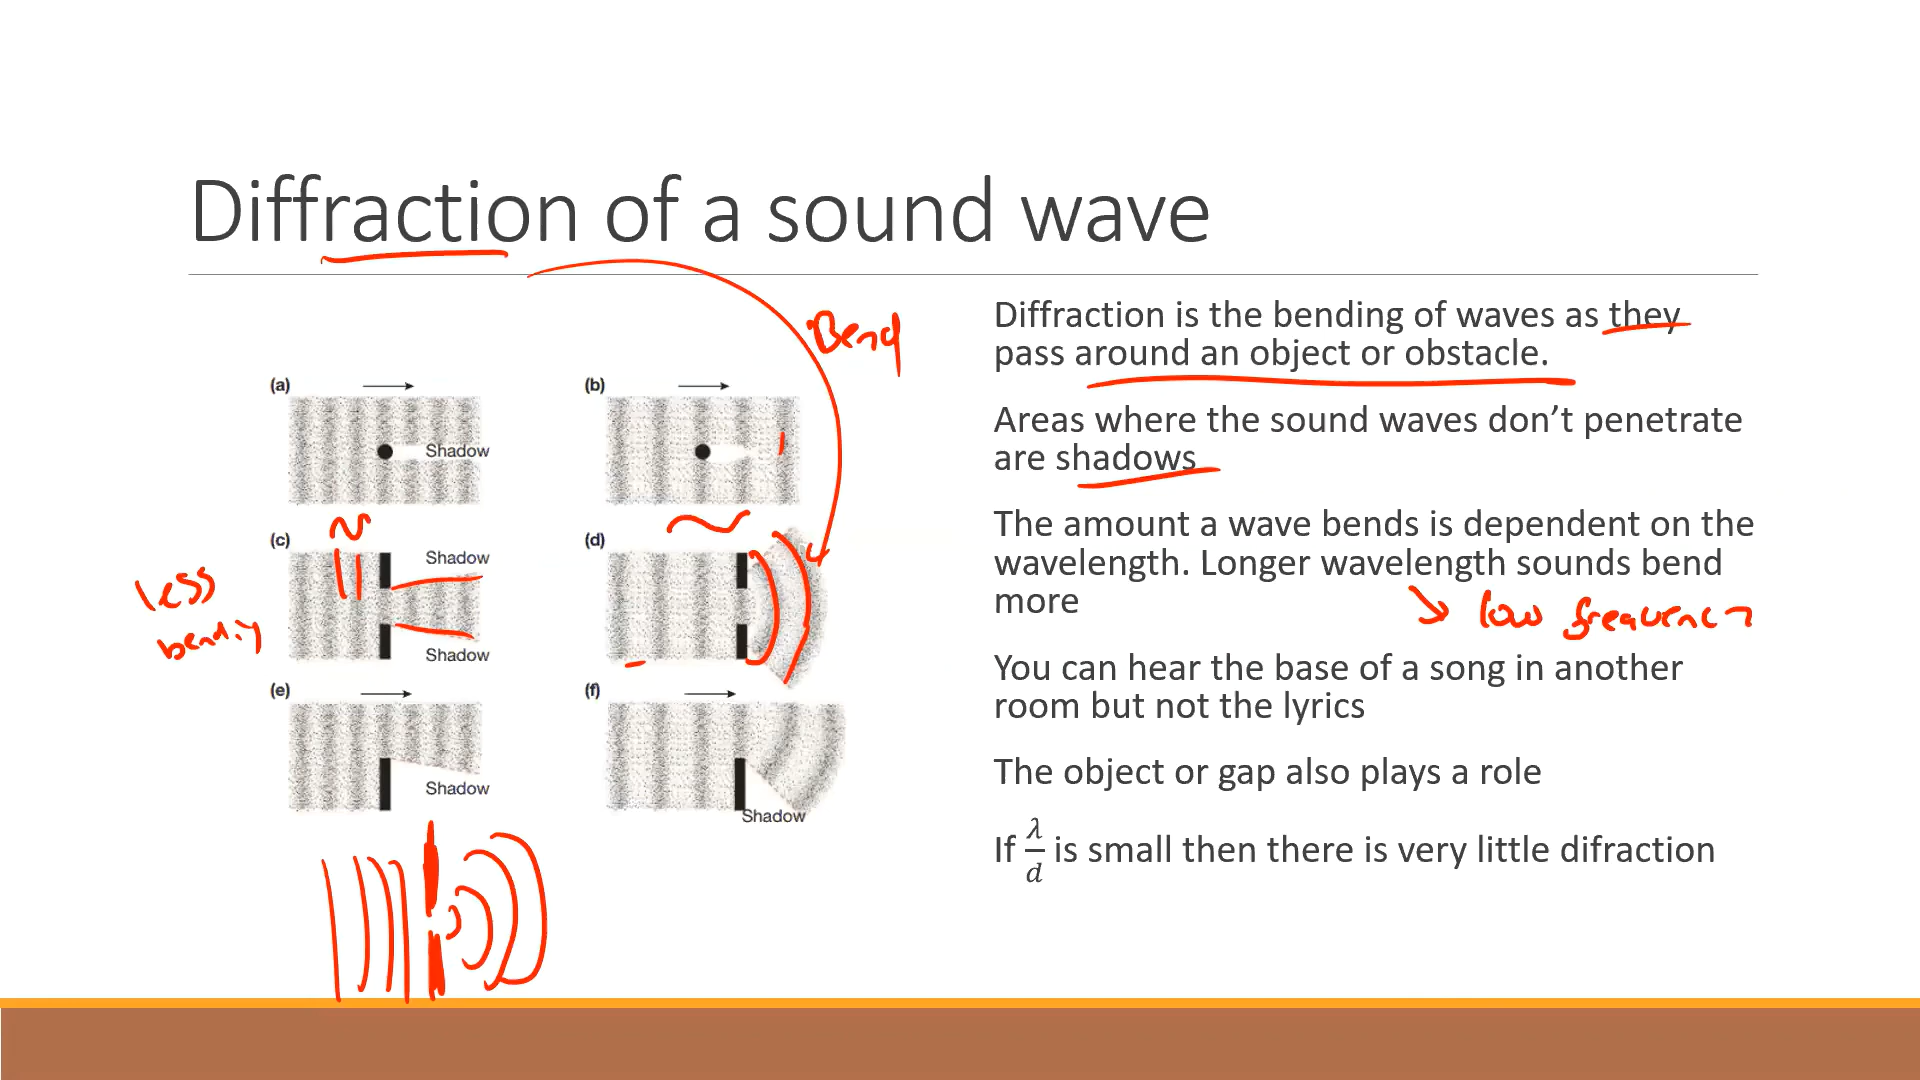 Diffraction of a sound wave
Bend
(a)
Shadow
(b)
(c)
Shadow
Shadow
less
(d)
(e)
Shadow
(f)
Shadow
Diffraction is the bending of waves as they
pass around an object or obstacle.
Areas where the sound waves don’t penetrate
are shadows
The amount a wave bends is dependent on the
wavelength. Longer wavelength sounds bend
more
low frequency
You can hear the base of a song in another
room but not the lyrics
The object or gap also plays a role
If λ/d is small then there is very little difraction